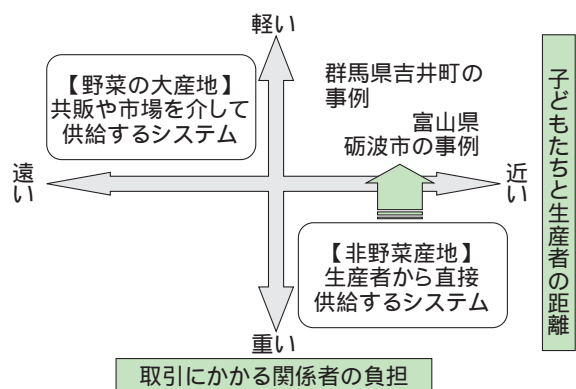 軽い
【野菜の大産地】
共販や市場を介して
供給するシステム
群馬県吉井町の
事例
富山県
砺波市の事例
遠い
近い
子どもたちと生産者の距離
【非野菜産地】
生産者から直接
供給するシステム
重い
取引にかかる関係者の負担